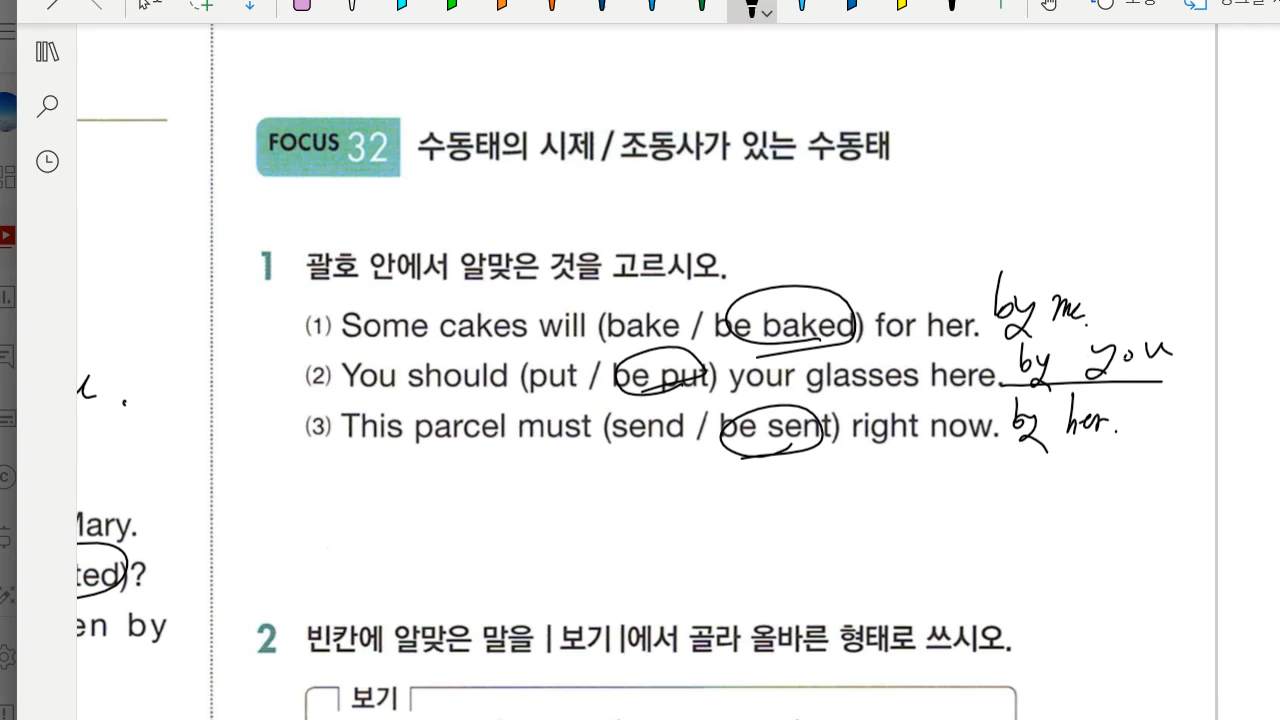 FOCUS 32 수동태의 시제 / 조동사가 있는 수동태
1 괄호 안에서 알맞은 것을 고르시오.
(1) Some cakes will (bake / be baked) for her. by me.
(2) You should (put / be put) your glasses here. by you
(3) This parcel must (send / be sent) right now. by her.
Mary.
ted)?
en by
2 빈칸에 알맞은 말을 | 보기 |에서 골라 올바른 형태로 쓰시오.
보기